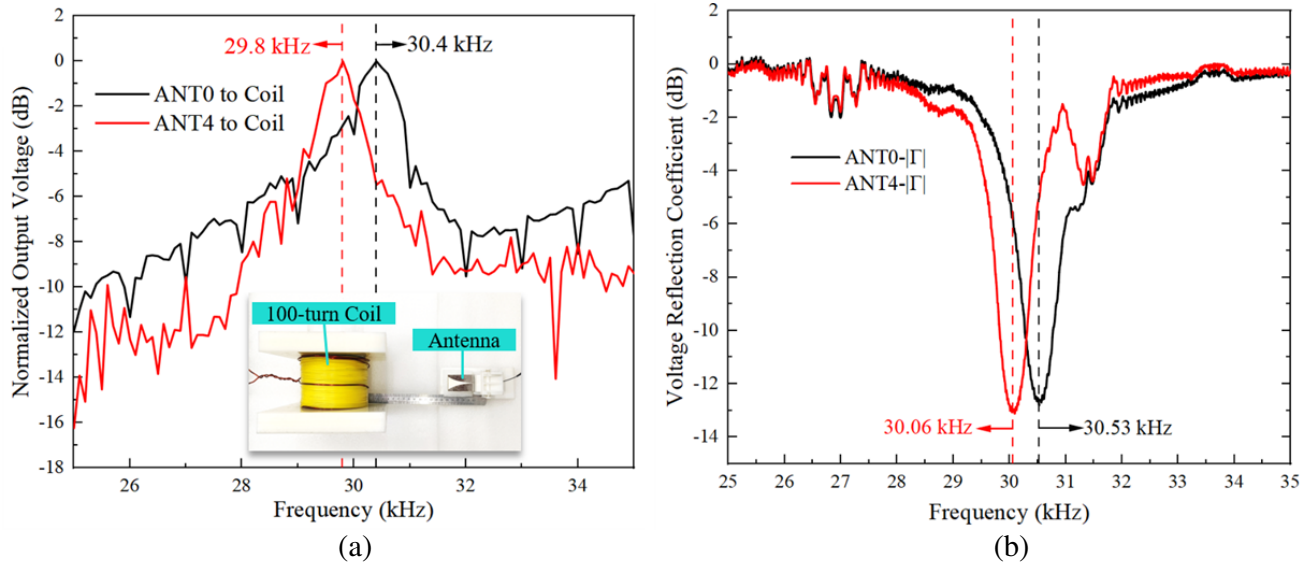 2
0
-2
-4
-6
-8
-10
-12
-14
-16
-18
Normalized Output Voltage (dB)
29.8 kHz
30.4 kHz
ANT0 to Coil
ANT4 to Coil
100-turn Coil
Antenna
26 28 30 32 34
Frequency (kHz)
(a)
2
0
-2
-4
-6
-8
-10
-12
-14
Voltage Reflection Coefficient (dB)
ANT0-|Γ|
ANT4-|Γ|
30.06 kHz
30.53 kHz
25 26 27 28 29 30 31 32 33 34 35
Frequency (kHz)
(b)